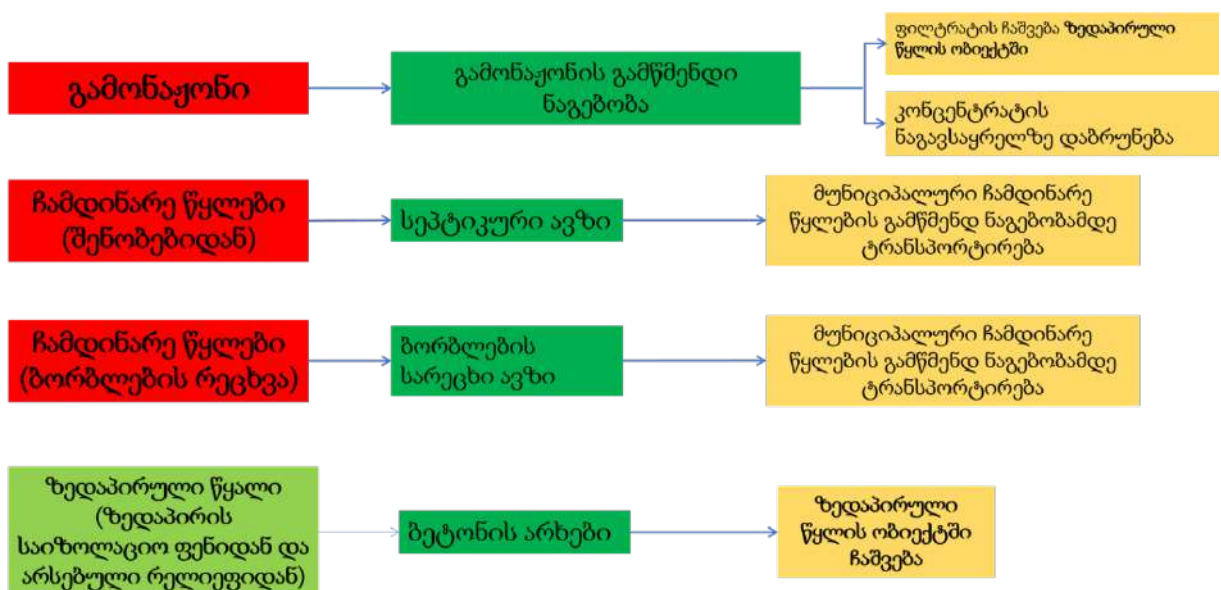 გამონაჟონი
გამონაჟონის გამწმენდი
ნაგებობა
ფილტრატის ჩაშვება ზედაპირული
წყლის ობიექტში
კონცენტრატის
ნაგავსაყრელზე დაბრუნება
ჩამდინარე წყლები
(შენობებიდან)
სეპტიკური ავზი
მუნიციპალური ჩამდინარე
წყლების გამწმენდ ნაგებობამდე
ტრანსპორტირება
ჩამდინარე წყლები
(ბორბლების რეცხვა)
ბორბლების
სარეცხი ავზი
მუნიციპალური ჩამდინარე
წყლების გამწმენდ ნაგებობამდე
ტრანსპორტირება
ზედაპირული წყალი
(ზედაპირის
საიზოლაციო ფენიდან და
არსებული რელიეფიდან)
ბეტონის არხები
ზედაპირული
წყლის ობიექტში
ჩაშვება